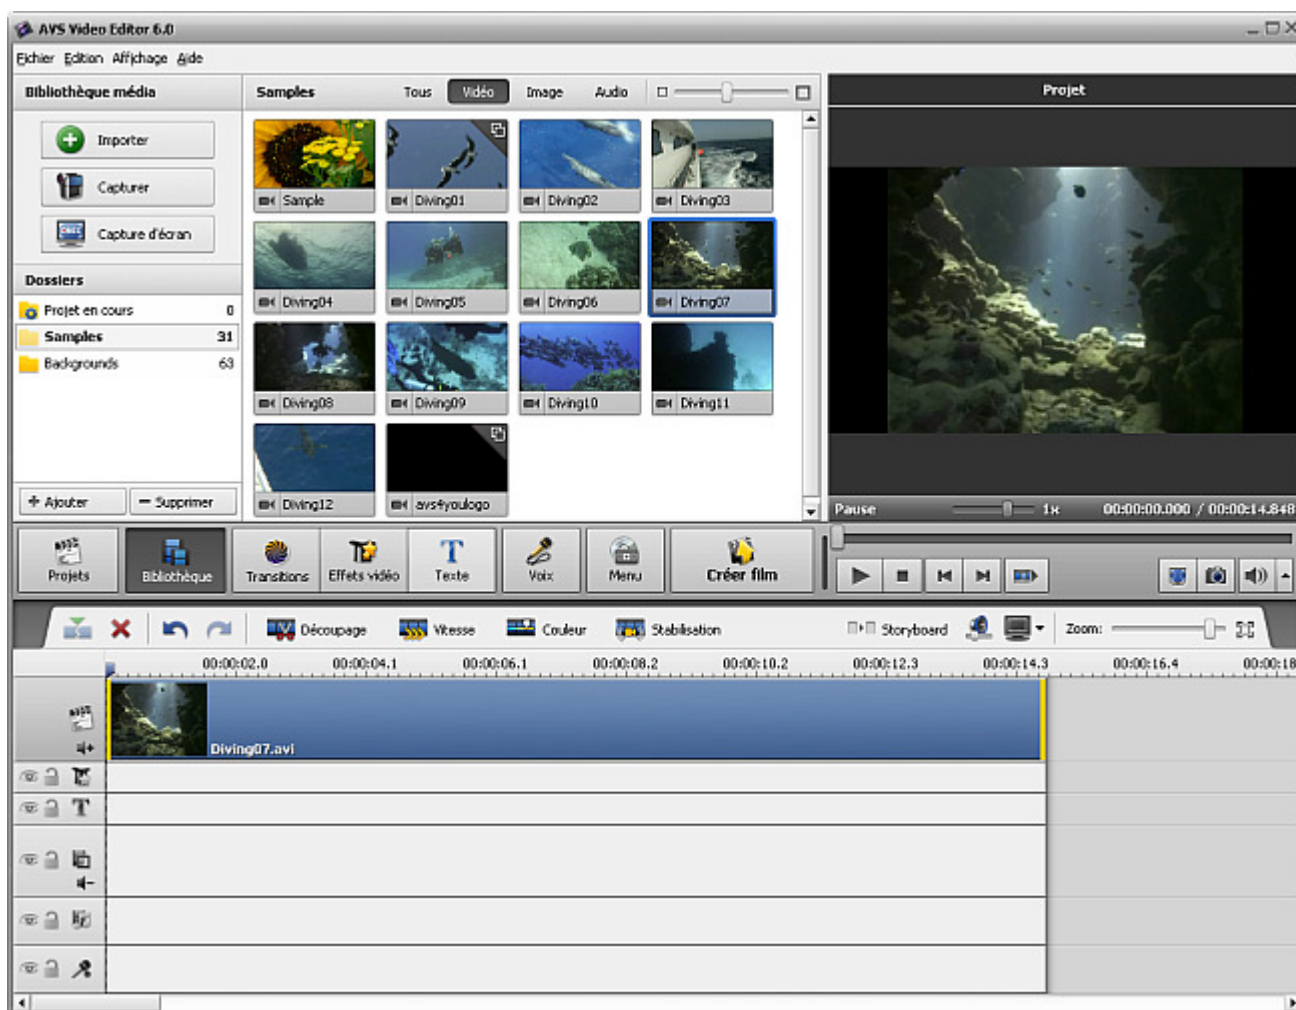 AVS Video Editor 6.0
Fichier Edition Affichage Aide
Bibliothèque média
Samples Tous Vidéo Image Audio
Projet
Importer
Capturer
Capture d'écran
Dossiers
Projet en cours 0
Samples 31
Backgrounds 63
+ Ajouter − Supprimer
Sample Diving01 Diving02 Diving03
Diving04 Diving05 Diving06 Diving07
Diving08 Diving09 Diving10 Diving11
Diving12 avs4youlogo
Pause 1x 00:00:00.000 / 00:00:14.848
Projets Bibliothèque Transitions Effets vidéo Texte Voix Menu Créer film
Découpage Vitesse Couleur Stabilisation Storyboard Zoom:
00:00:02.0 00:00:04.1 00:00:06.1 00:00:08.2 00:00:10.2 00:00:12.3 00:00:14.3 00:00:16.4 00:00:18
Diving07.avi